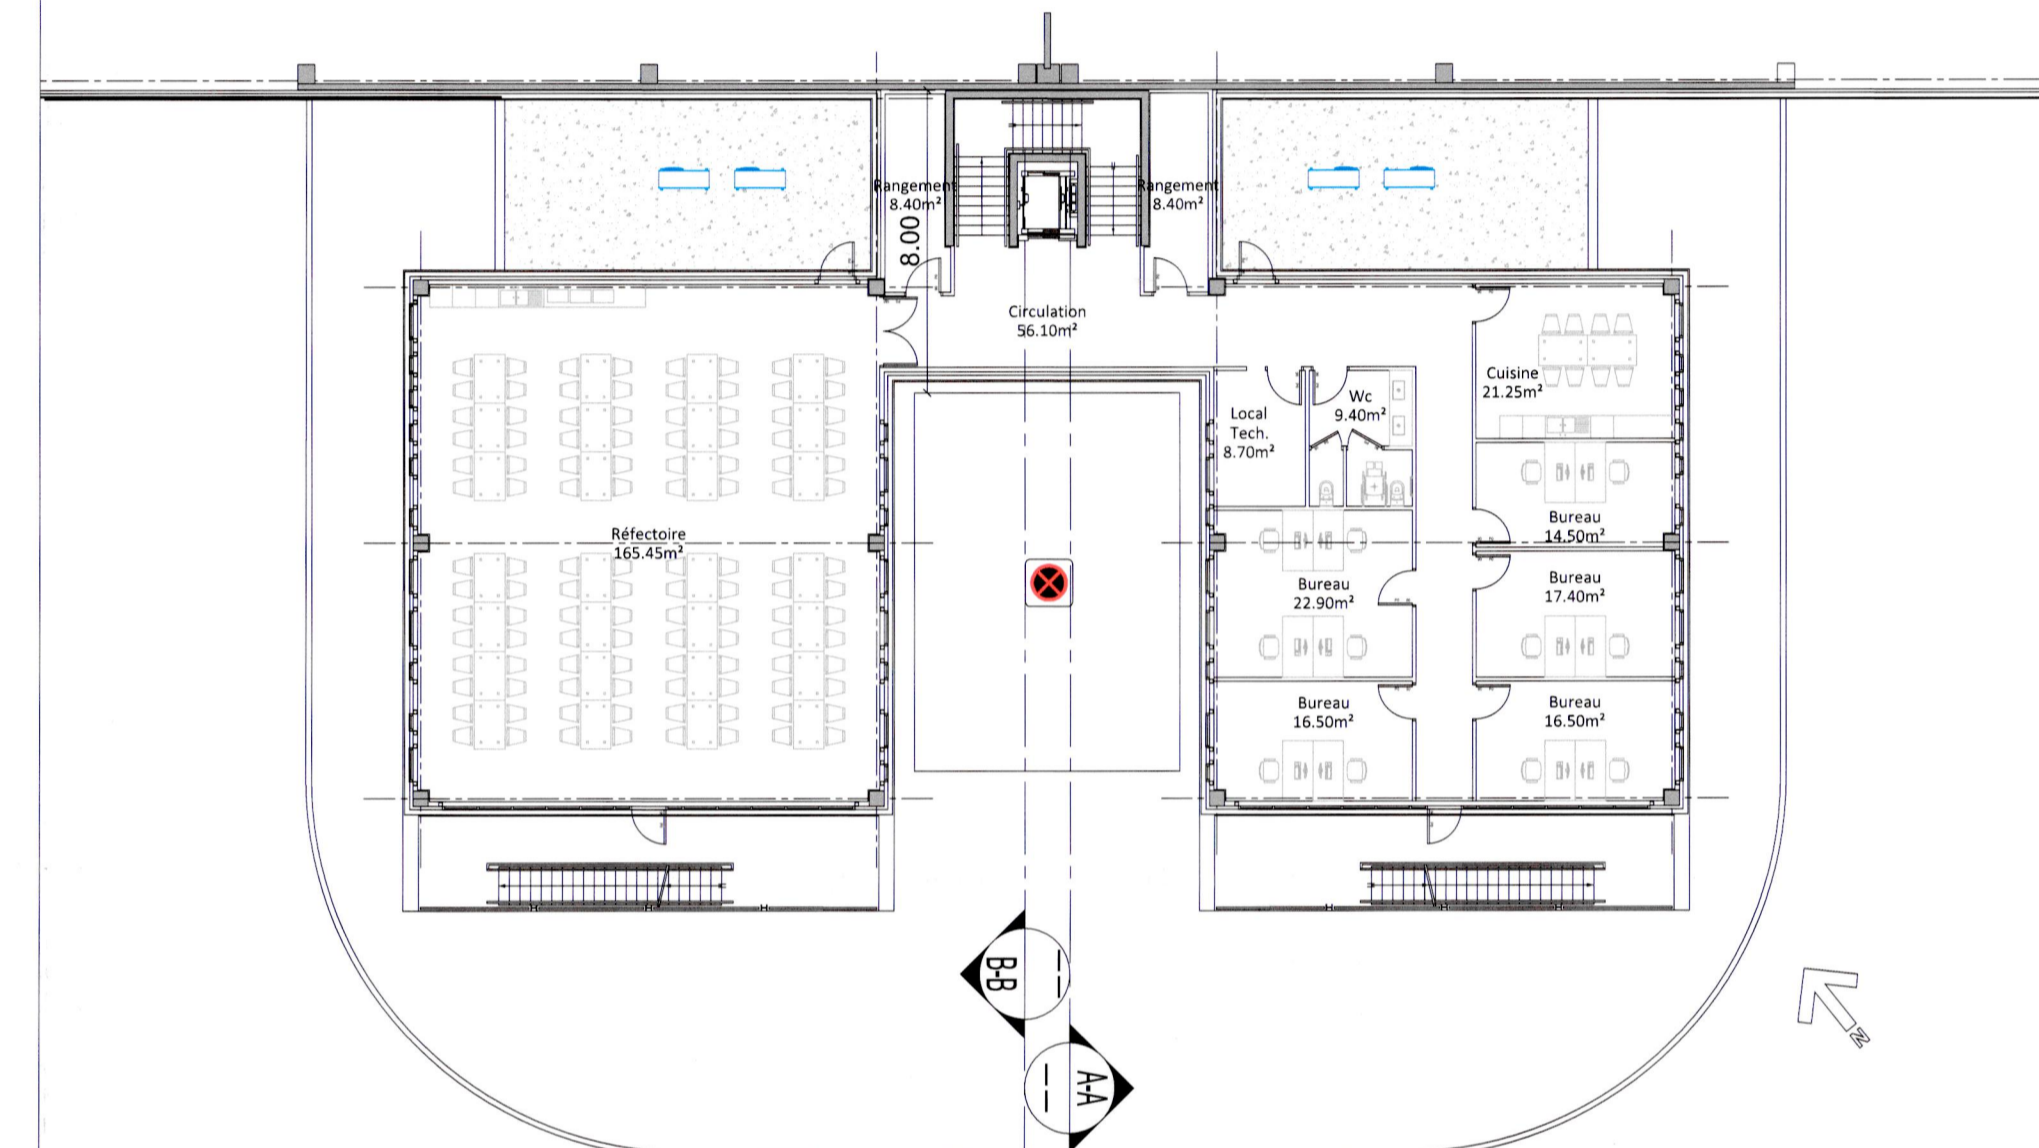 Rangement
8.40m²
8.00
Rangement
8.40m²
Circulation
56.10m²
Cuisine
21.25m²
Wc
9.40m²
Local
Tech.
8.70m²
Réfectoire
165.45m²
Bureau
14.50m²
Bureau
22.90m²
Bureau
17.40m²
Bureau
16.50m²
Bureau
16.50m²
B-B
A-A
N